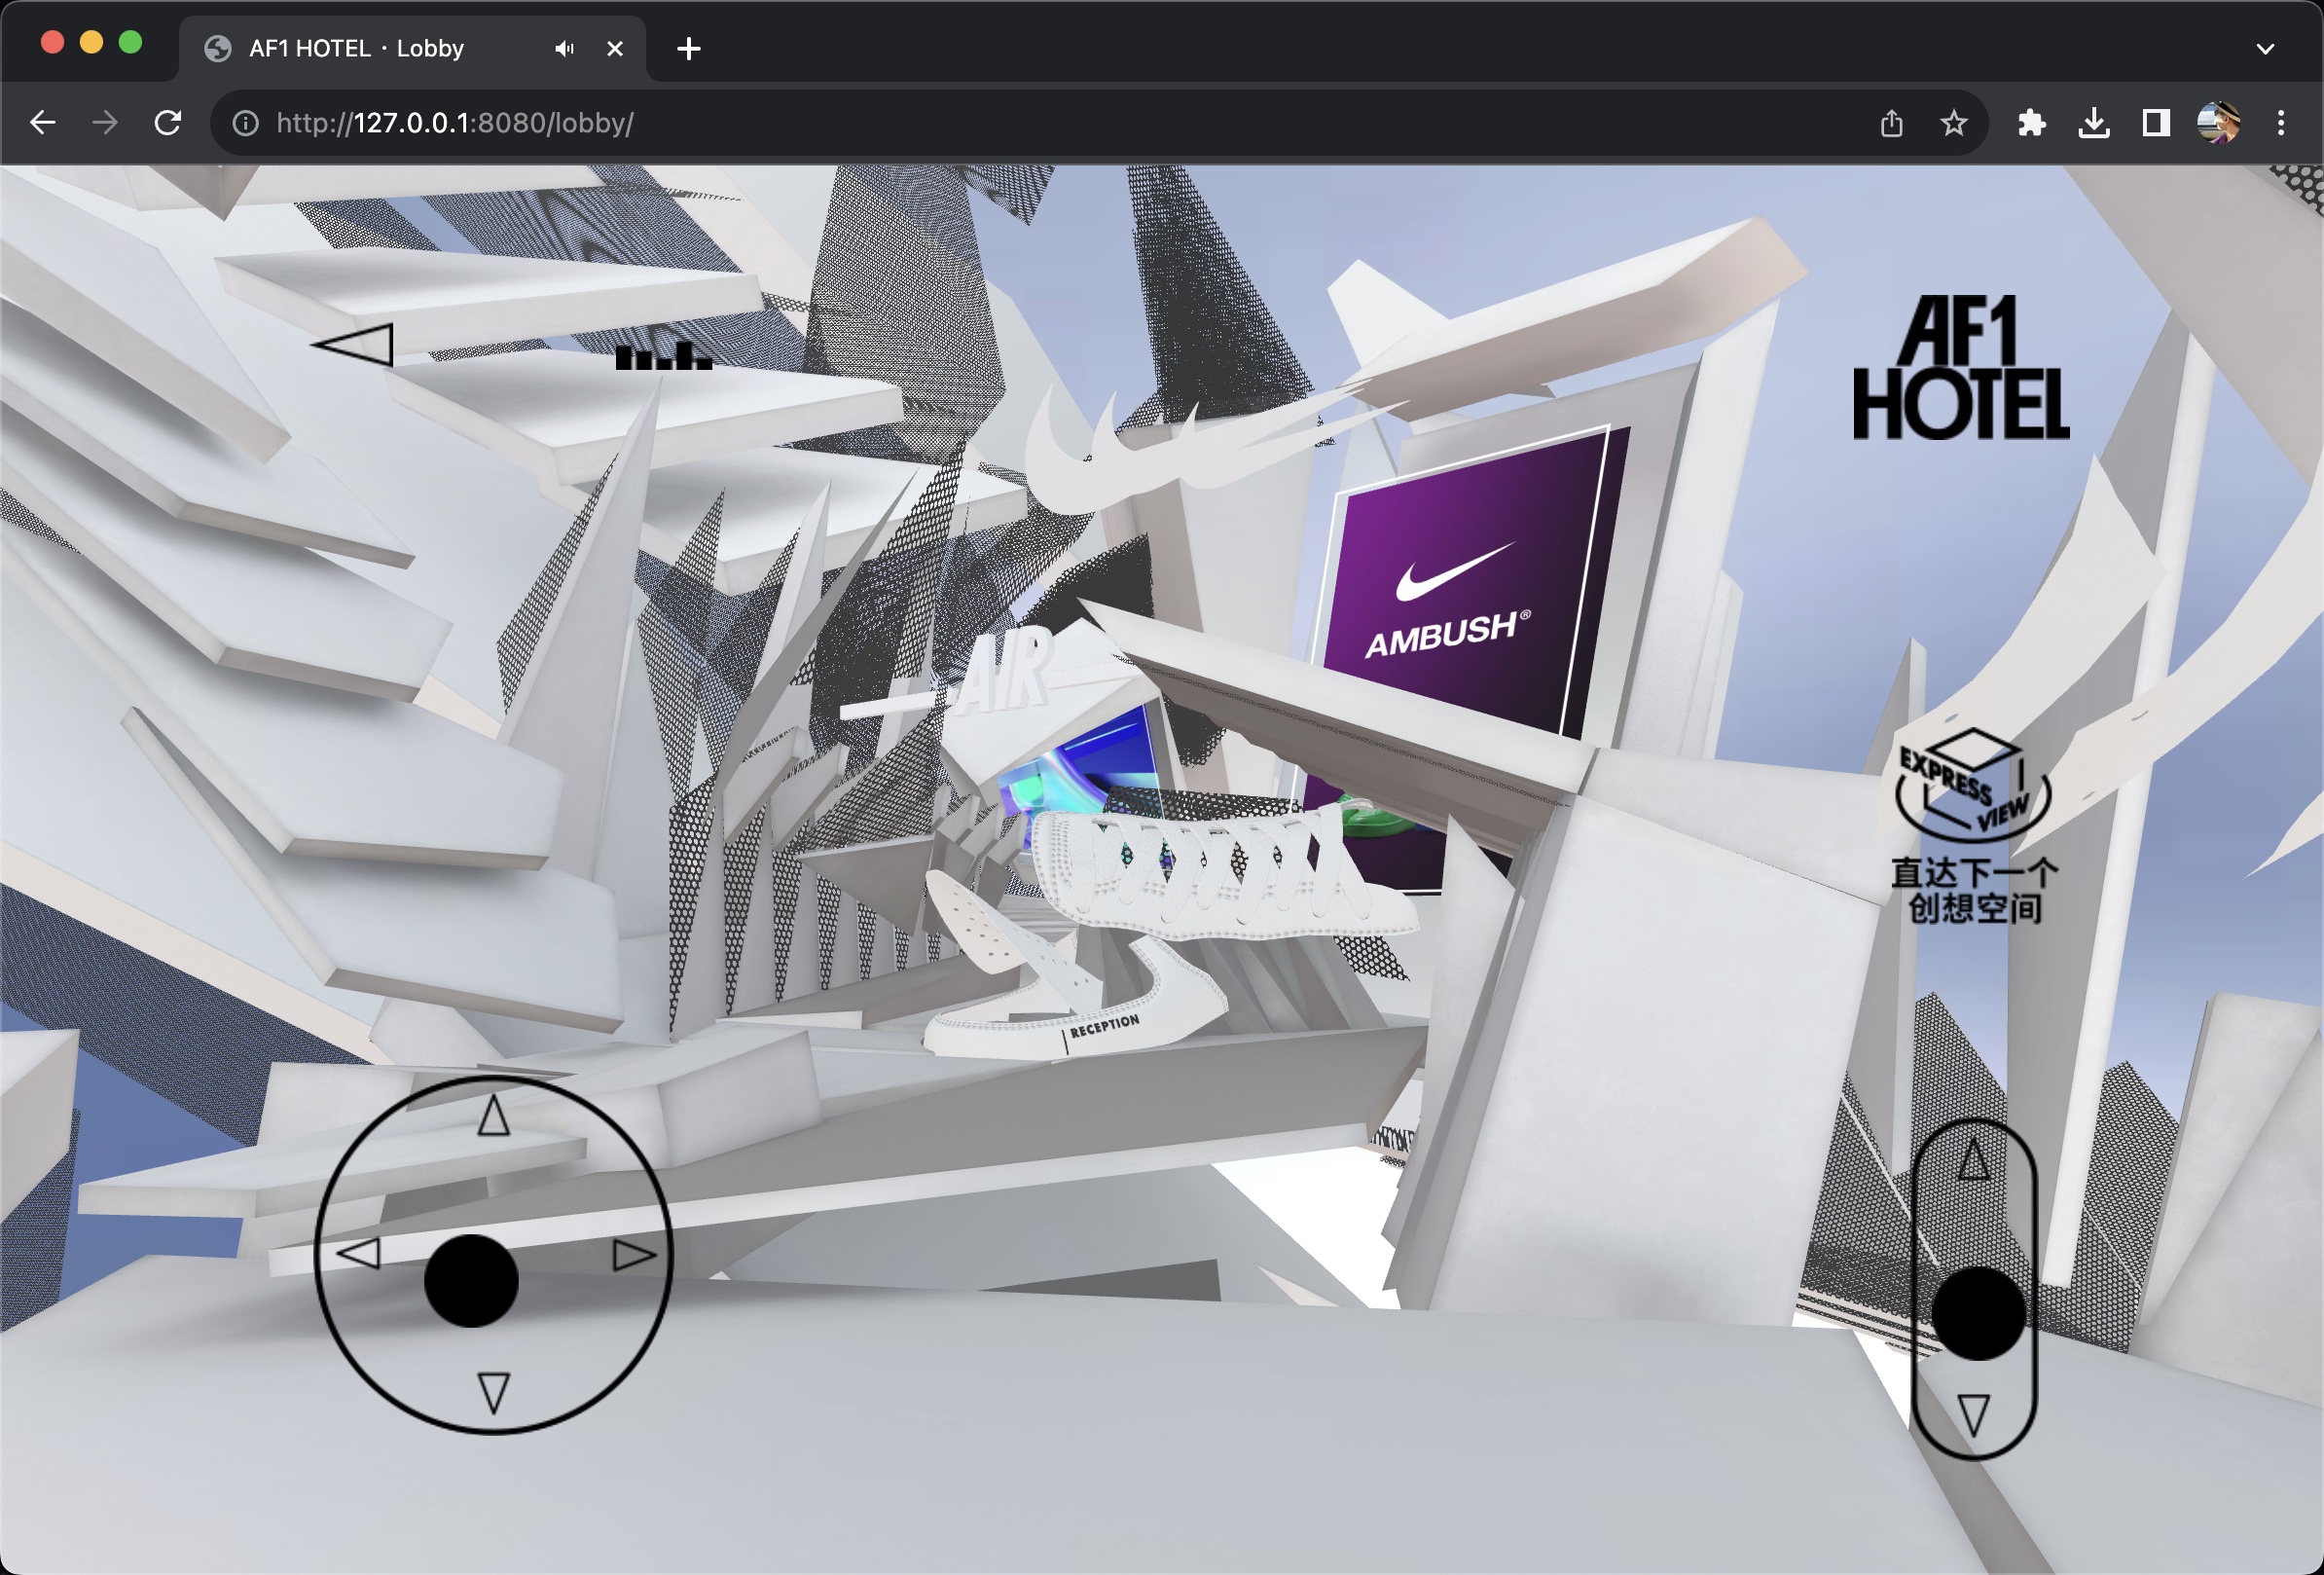 AF1 HOTEL · Lobby
http://127.0.0.1:8080/lobby/
AF1
HOTEL
AMBUSH®
AIR
EXPRESS
VIEW
直达下一个
创想空间
RECEPTION